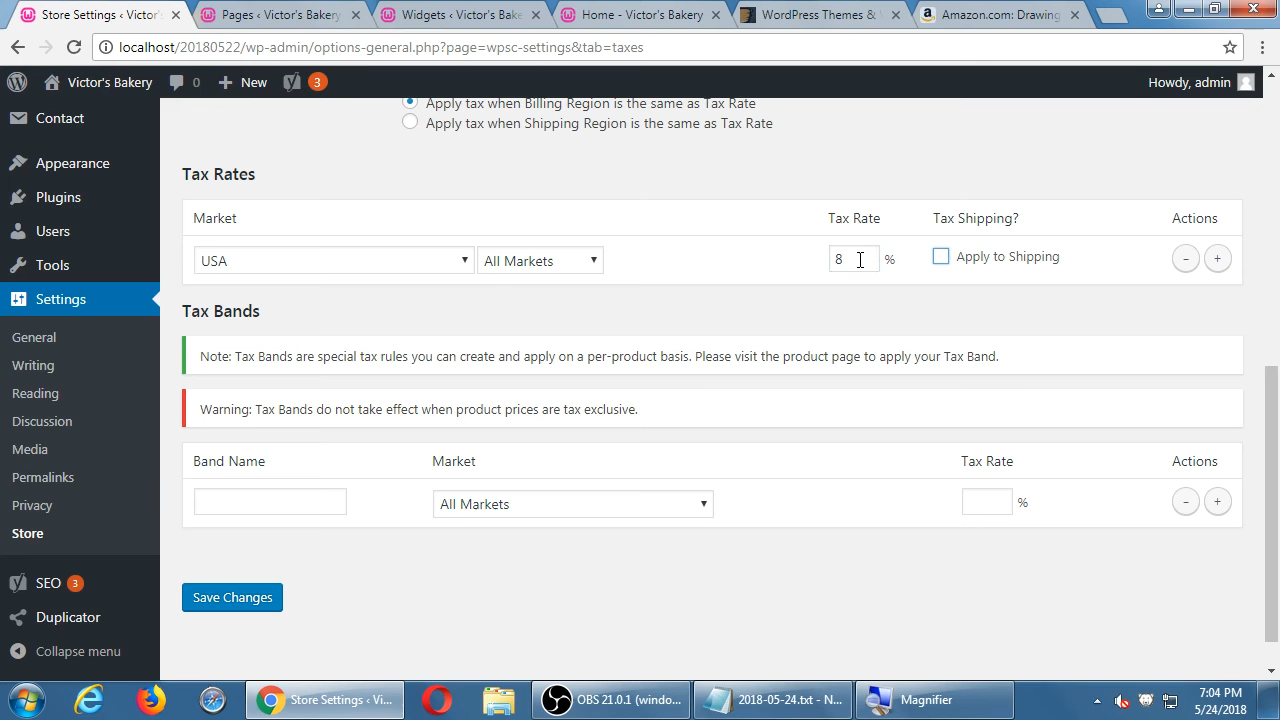 Store Settings ‹ Victor'
Pages ‹ Victor's Bakery
Widgets ‹ Victor's Bake
Home - Victor's Bakery
WordPress Themes &
Amazon.com: Drawing
localhost/20180522/wp-admin/options-general.php?page=wpsc-settings&tab=taxes
Victor's Bakery
0
New
3
Howdy, admin
Contact
Appearance
Plugins
Users
Tools
Settings
General
Writing
Reading
Discussion
Media
Permalinks
Privacy
Store
SEO 3
Duplicator
Collapse menu
Apply tax when Billing Region is the same as Tax Rate
Apply tax when Shipping Region is the same as Tax Rate
Tax Rates
Market
Tax Rate
Tax Shipping?
Actions
USA
All Markets
8 %
Apply to Shipping
- +
Tax Bands
Note: Tax Bands are special tax rules you can create and apply on a per-product basis. Please visit the product page to apply your Tax Band.
Warning: Tax Bands do not take effect when product prices are tax exclusive.
Band Name
Market
Tax Rate
Actions
All Markets
%
- +
Save Changes
Store Settings ‹ Vi...
OBS 21.0.1 (windo...
2018-05-24.txt - N...
Magnifier
7:04 PM
5/24/2018